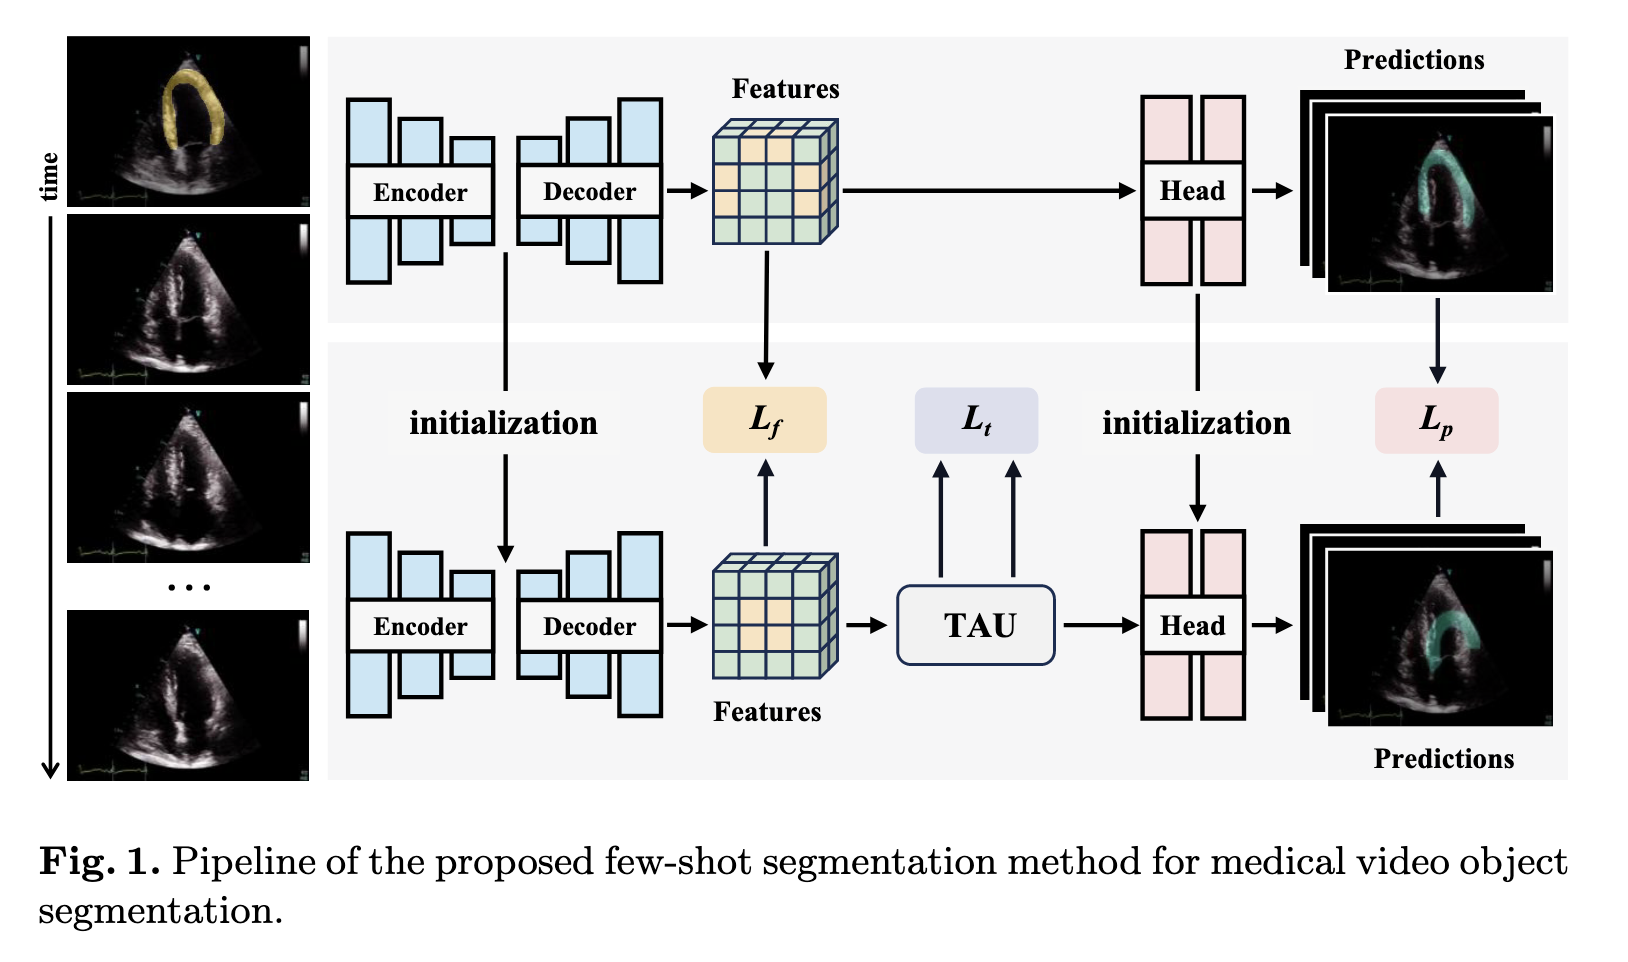 time
Features
Predictions
Encoder
Decoder
Head
initialization
L_f
L_t
initialization
L_p
Encoder
Decoder
TAU
Head
Features
Predictions
...
Fig. 1. Pipeline of the proposed few-shot segmentation method for medical video object
segmentation.